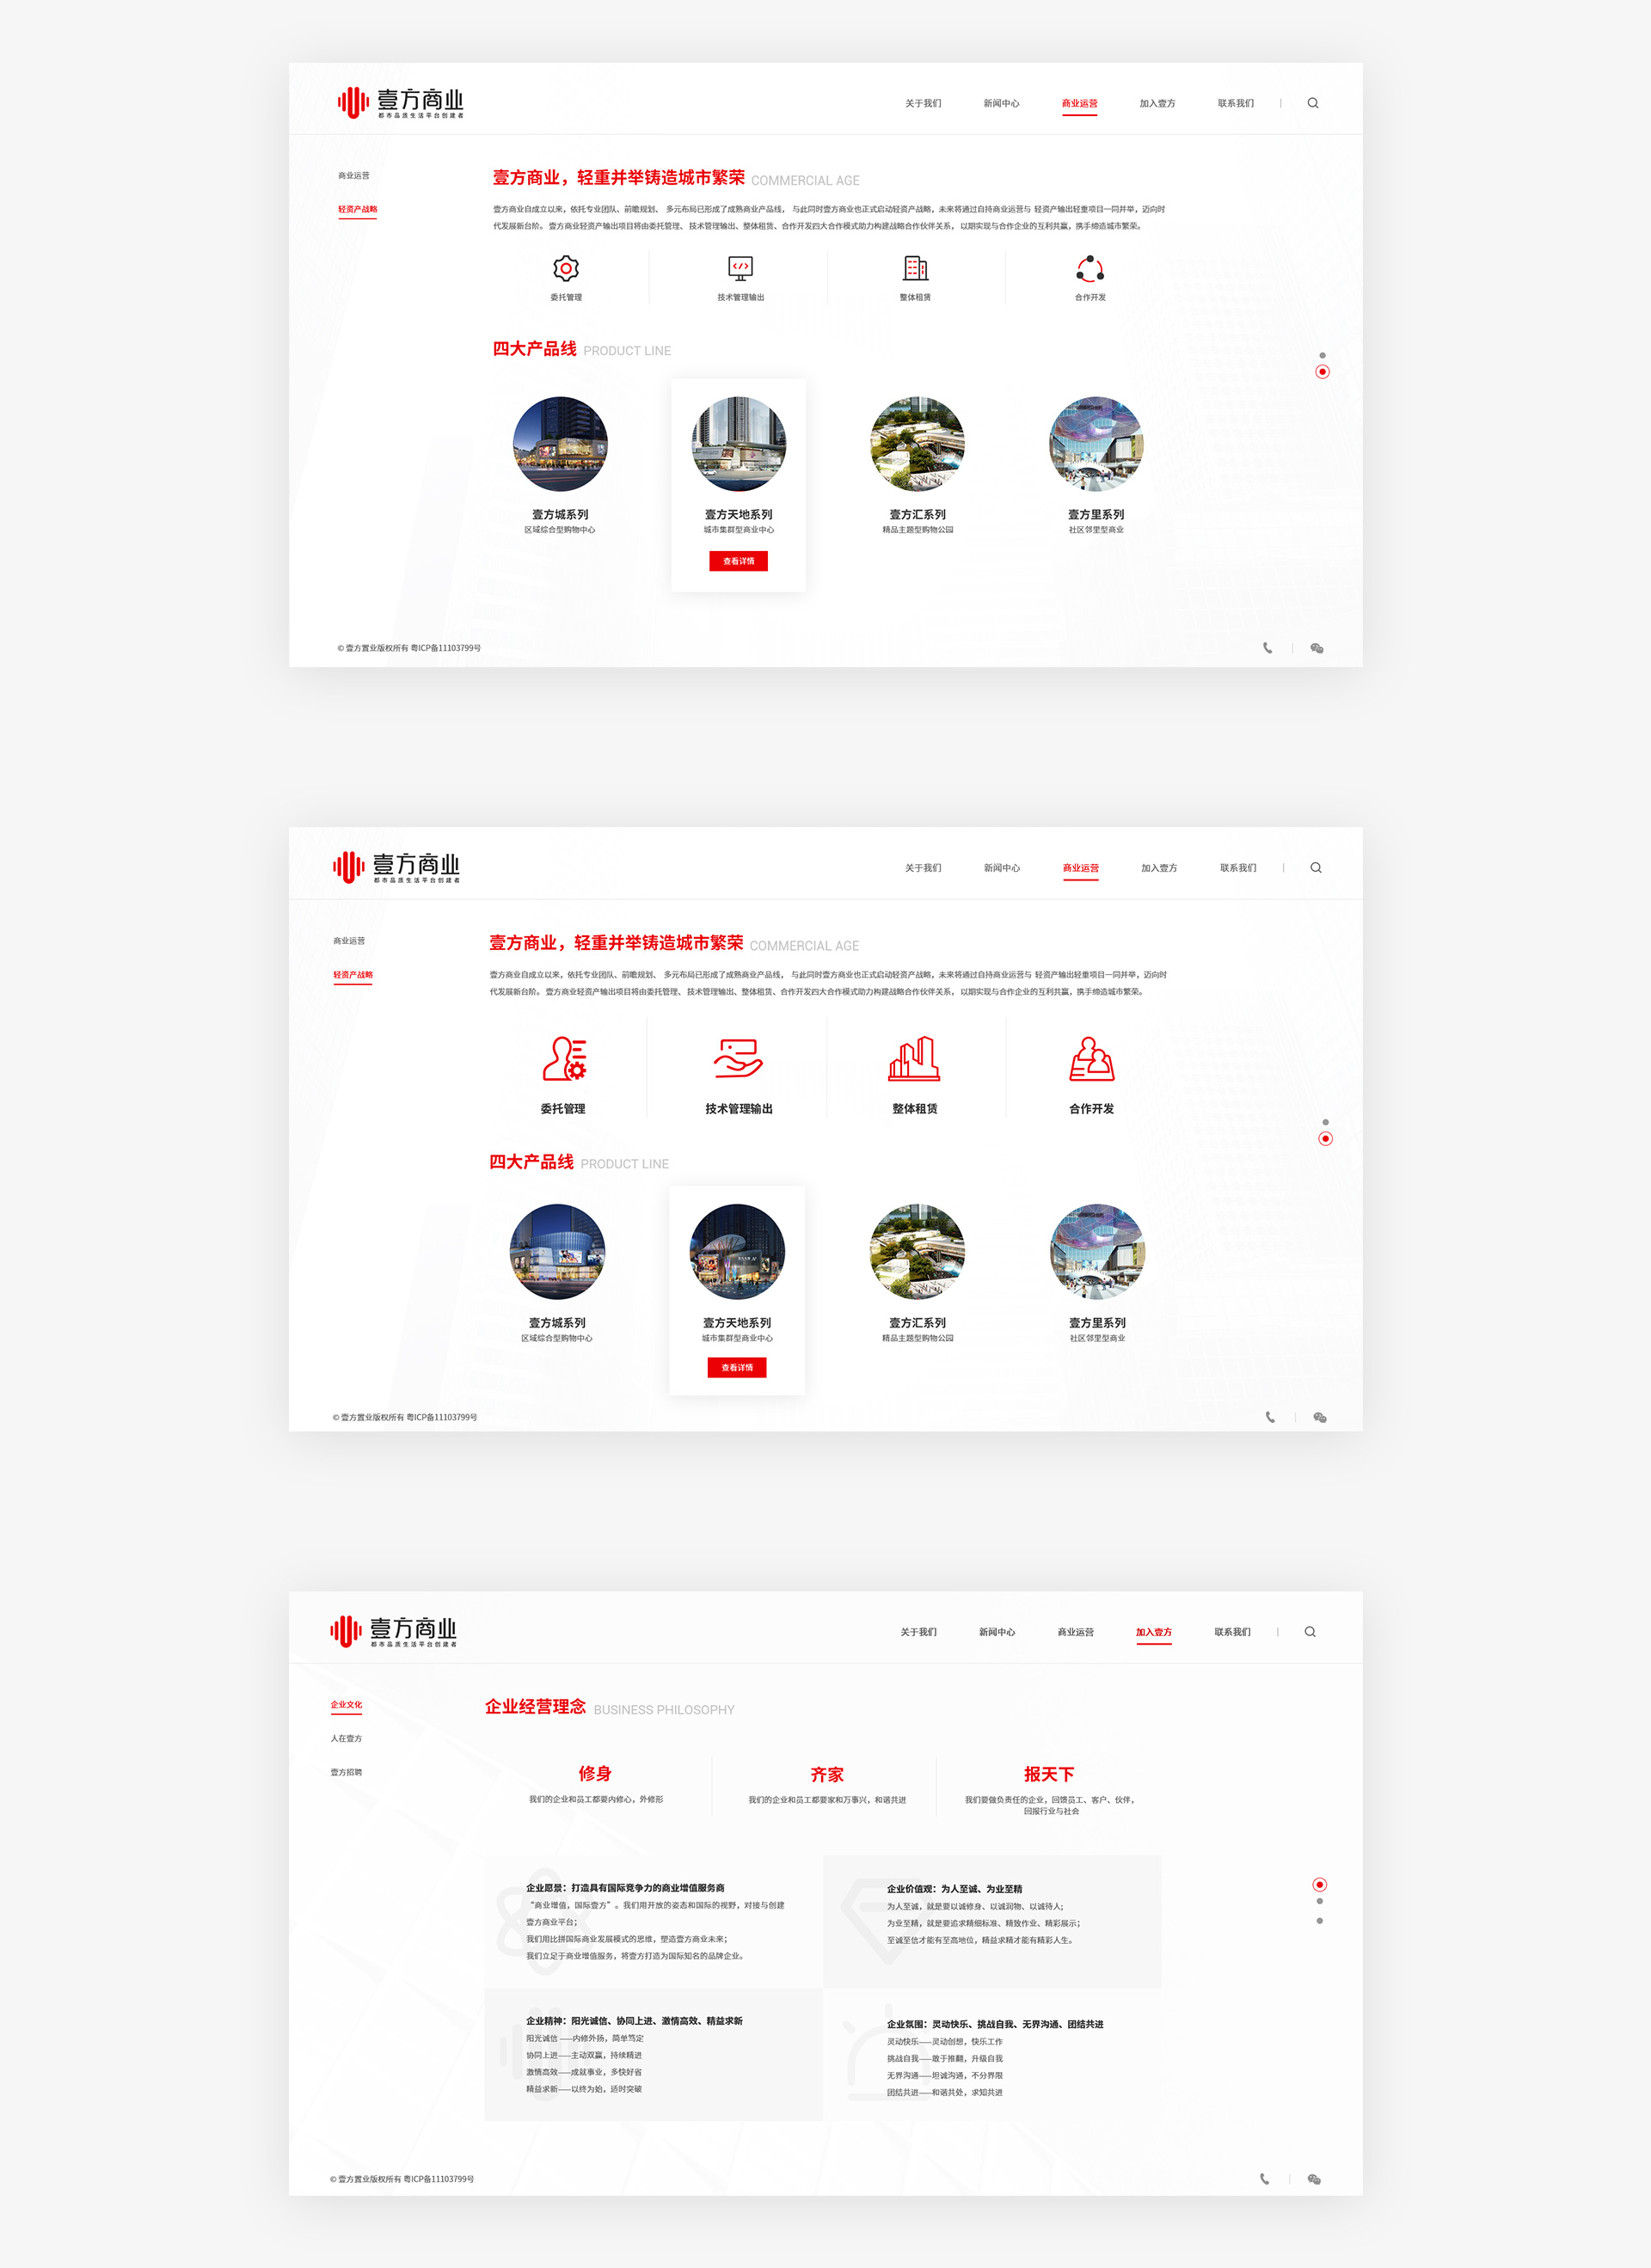 壹方商业
都市品质生活平台创建者
关于我们 新闻中心 商业运营 加入壹方 联系我们
商业运营
轻资产战略
壹方商业，轻重并举铸造城市繁荣 COMMERCIAL AGE
壹方商业自成立以来，依托专业团队、前瞻规划、 多元布局已形成了成熟商业产品线， 与此同时壹方商业也正式启动轻资产战略，未来将通过自持商业运营与 轻资产输出轻重项目一同并举，迈向时
代发展新台阶。 壹方商业轻资产输出项目将由委托管理、 技术管理输出、整体租赁、合作开发四大合作模式助力构建战略合作伙伴关系， 以期实现与合作企业的互利共赢，携手缔造城市繁荣。
委托管理 技术管理输出 整体租赁 合作开发
四大产品线 PRODUCT LINE
壹方城系列 壹方天地系列 壹方汇系列 壹方里系列
区域综合型购物中心 城市集群型商业中心 精品主题型购物公园 社区邻里型商业
查看详情
© 壹方置业版权所有 粤ICP备11103799号
壹方商业
都市品质生活平台创建者
关于我们 新闻中心 商业运营 加入壹方 联系我们
商业运营
轻资产战略
壹方商业，轻重并举铸造城市繁荣 COMMERCIAL AGE
壹方商业自成立以来，依托专业团队、前瞻规划、 多元布局已形成了成熟商业产品线， 与此同时壹方商业也正式启动轻资产战略，未来将通过自持商业运营与 轻资产输出轻重项目一同并举，迈向时
代发展新台阶。 壹方商业轻资产输出项目将由委托管理、 技术管理输出、整体租赁、合作开发四大合作模式助力构建战略合作伙伴关系， 以期实现与合作企业的互利共赢，携手缔造城市繁荣。
委托管理 技术管理输出 整体租赁 合作开发
四大产品线 PRODUCT LINE
壹方城系列 壹方天地系列 壹方汇系列 壹方里系列
区域综合型购物中心 城市集群型商业中心 精品主题型购物公园 社区邻里型商业
查看详情
© 壹方置业版权所有 粤ICP备11103799号
壹方商业
都市品质生活平台创建者
关于我们 新闻中心 商业运营 加入壹方 联系我们
企业文化
人在壹方
壹方招聘
企业经营理念 BUSINESS PHILOSOPHY
修身
我们的企业和员工都要内修心，外修形
齐家
我们的企业和员工都要家和万事兴，和谐共进
报天下
我们要做负责任的企业，回馈员工、客户、伙伴，
回报行业与社会
企业愿景：打造具有国际竞争力的商业增值服务商
“商业增值，国际壹方”。我们用开放的姿态和国际的视野，对接与创建
壹方商业平台；
我们用比拼国际商业发展模式的思维，塑造壹方商业未来；
我们立足于商业增值服务，将壹方打造为国际知名的品牌企业。
企业价值观：为人至诚、为业至精
为人至诚，就是要以诚修身、以诚润物、以诚待人；
为业至精，就是要追求精细标准、精致作业、精彩展示；
至诚至信才能有至高地位，精益求精才能有精彩人生。
企业精神：阳光诚信、协同上进、激情高效、精益求新
阳光诚信 ——内修外扬，简单笃定
协同上进——主动双赢，持续精进
激情高效——成就事业，多快好省
精益求新——以终为始，适时突破
企业氛围：灵动快乐、挑战自我、无界沟通、团结共进
灵动快乐——灵动创想，快乐工作
挑战自我——敢于推翻，升级自我
无界沟通——坦诚沟通，不分界限
团结共进——和谐共处，求知共进
© 壹方置业版权所有 粤ICP备11103799号